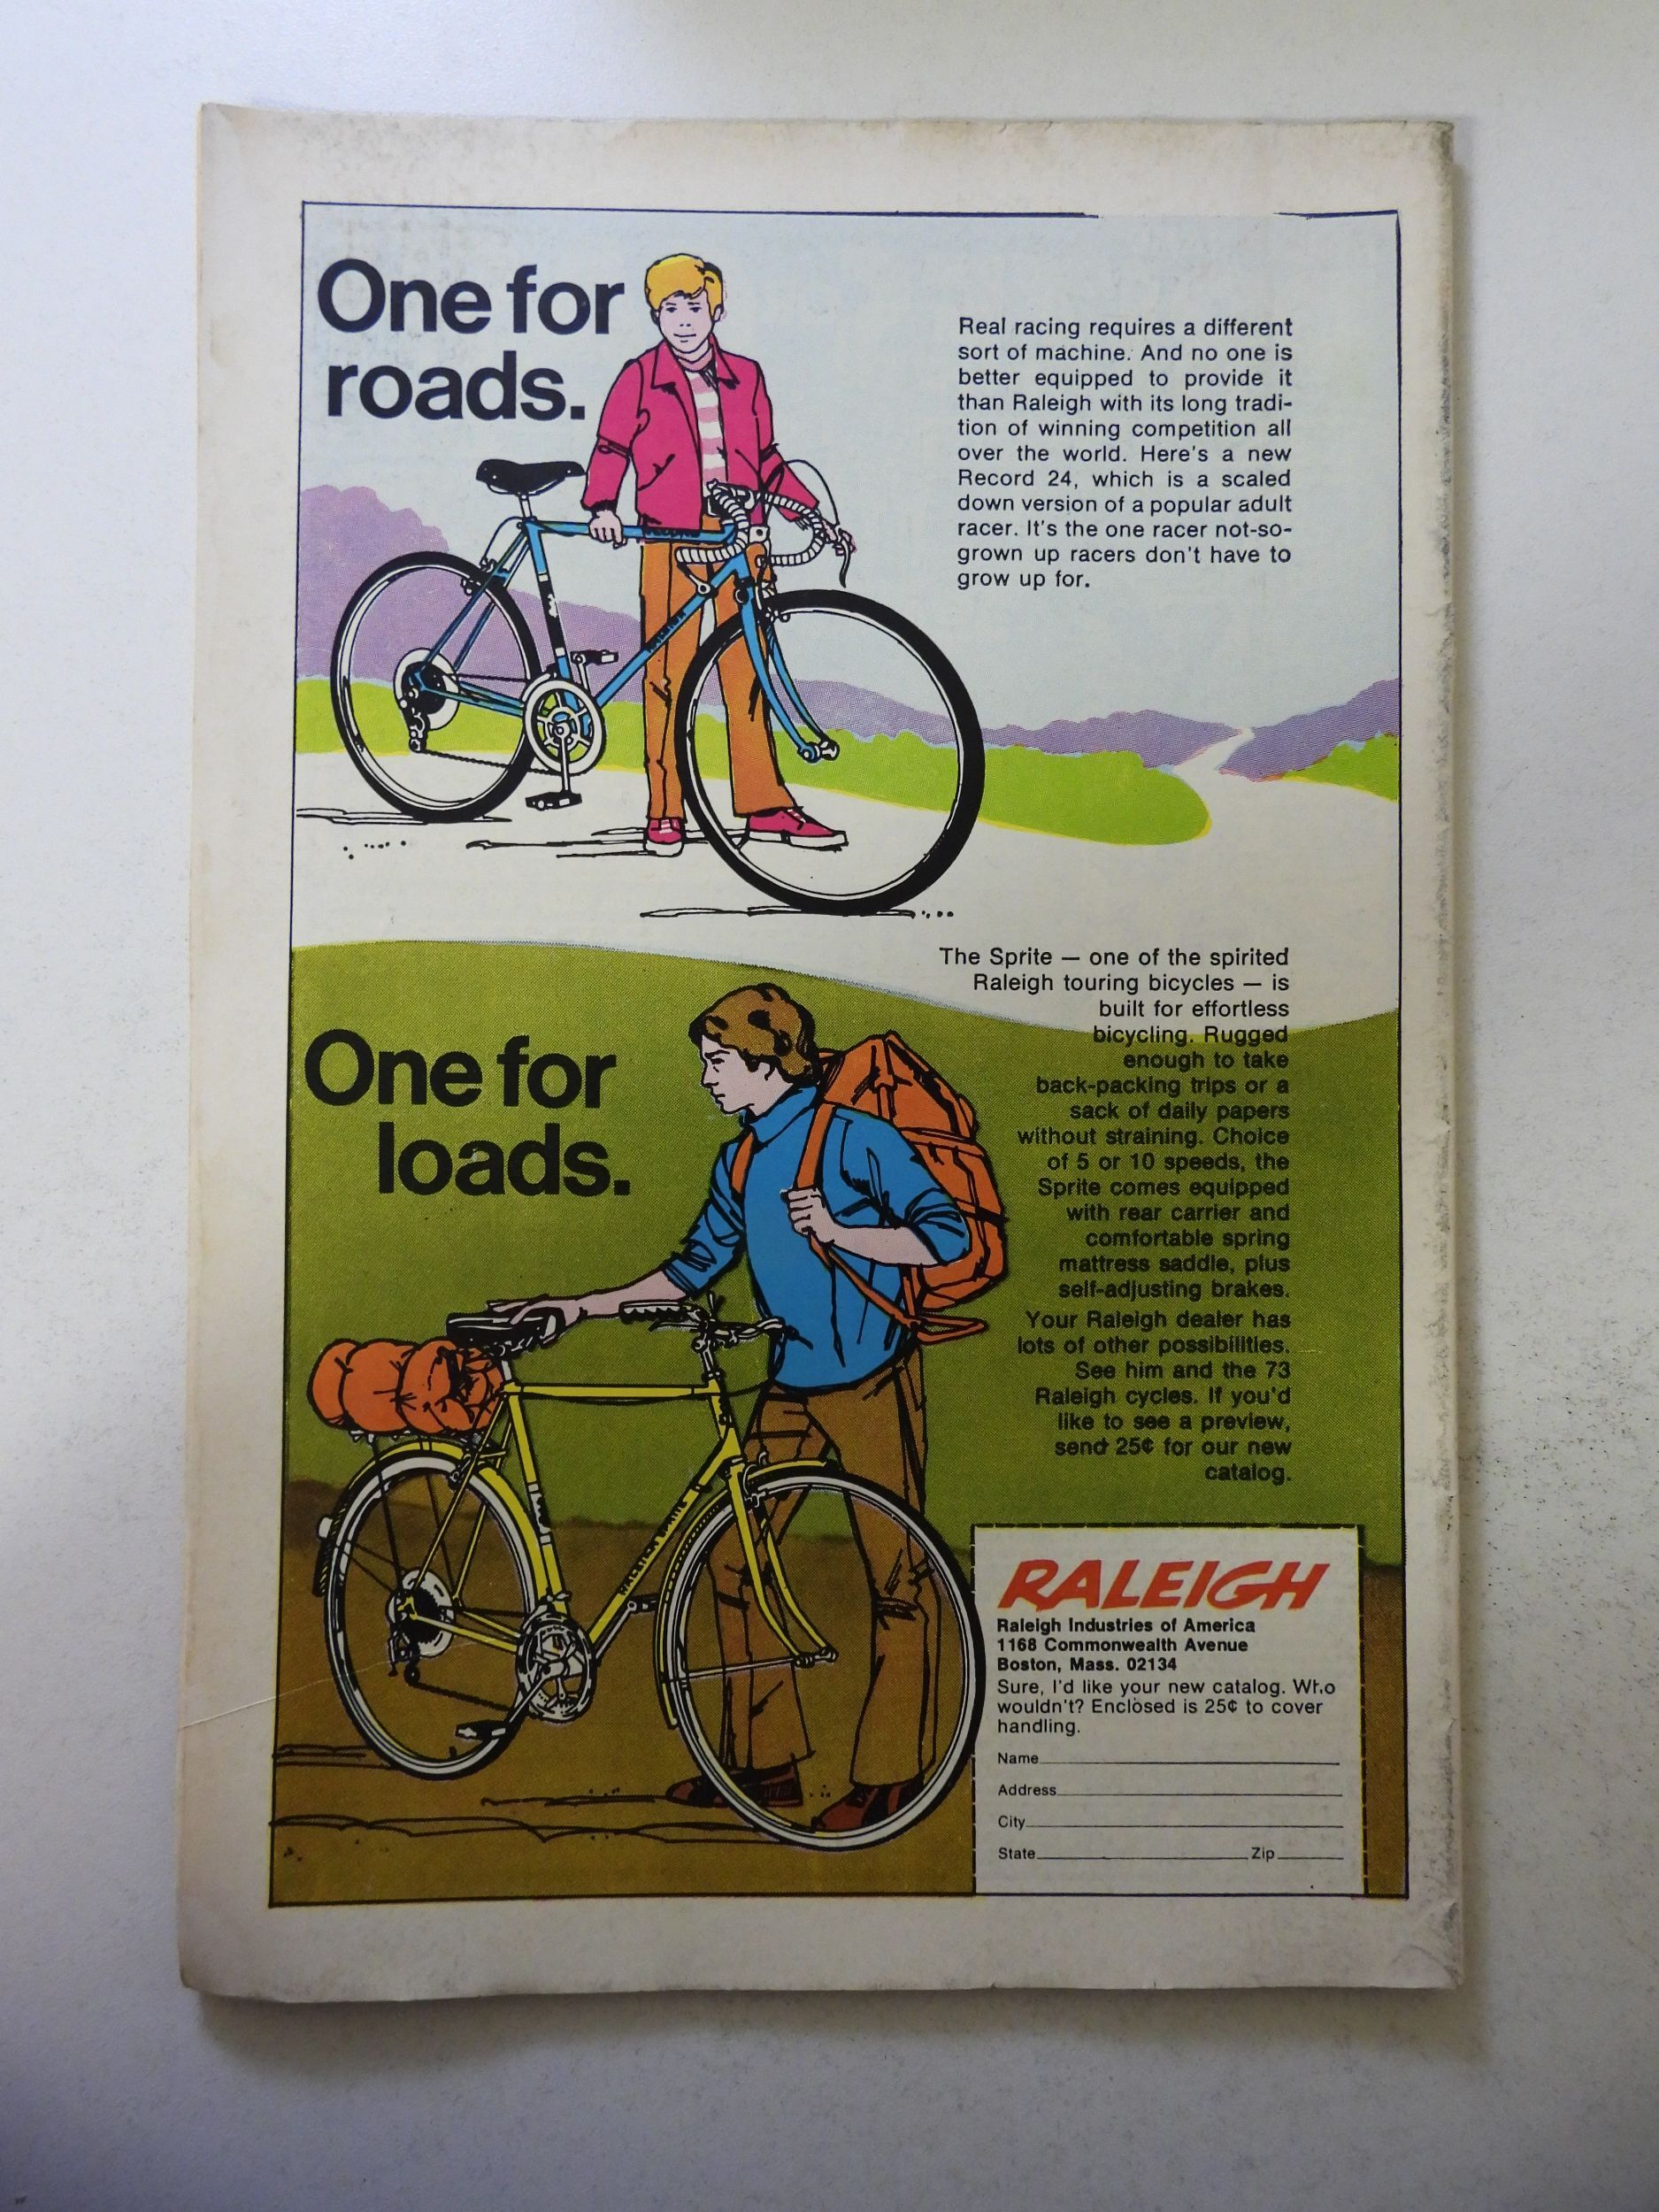 One for
roads.
Real racing requires a different
sort of machine. And no one is
better equipped to provide it
than Raleigh with its long tradi-
tion of winning competition all
over the world. Here's a new
Record 24, which is a scaled
down version of a popular adult
racer. It's the one racer not-so-
grown up racers don't have to
grow up for.
The Sprite — one of the spirited
Raleigh touring bicycles — is
built for effortless
bicycling. Rugged
enough to take
back-packing trips or a
sack of daily papers
without straining. Choice
of 5 or 10 speeds, the
Sprite comes equipped
with rear carrier and
comfortable spring
mattress saddle, plus
self-adjusting brakes.
Your Raleigh dealer has
lots of other possibilities.
See him and the 73
Raleigh cycles. If you'd
like to see a preview,
send 25¢ for our new
catalog.
One for
loads.
RALEIGH SPRITE
RALEIGH
Raleigh Industries of America
1168 Commonwealth Avenue
Boston, Mass. 02134
Sure, I'd like your new catalog. Who
wouldn't? Enclosed is 25¢ to cover
handling.
Name
Address
City
State Zip